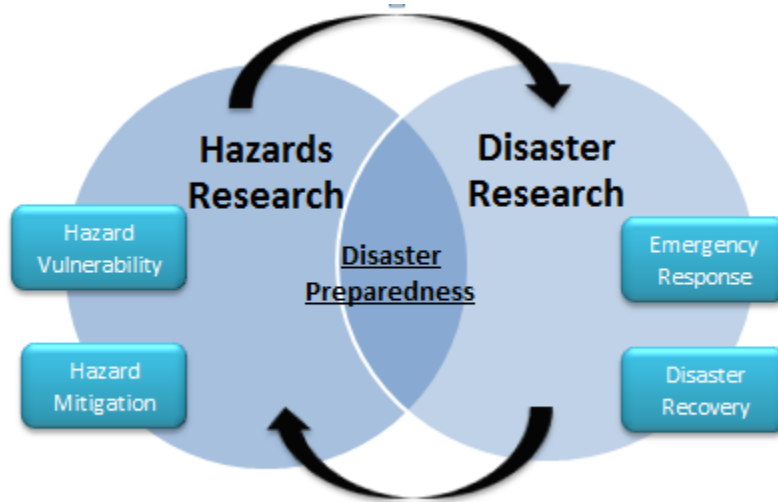 Hazards
Research
Disaster
Research
Hazard
Vulnerability
Disaster
Preparedness
Emergency
Response
Hazard
Mitigation
Disaster
Recovery